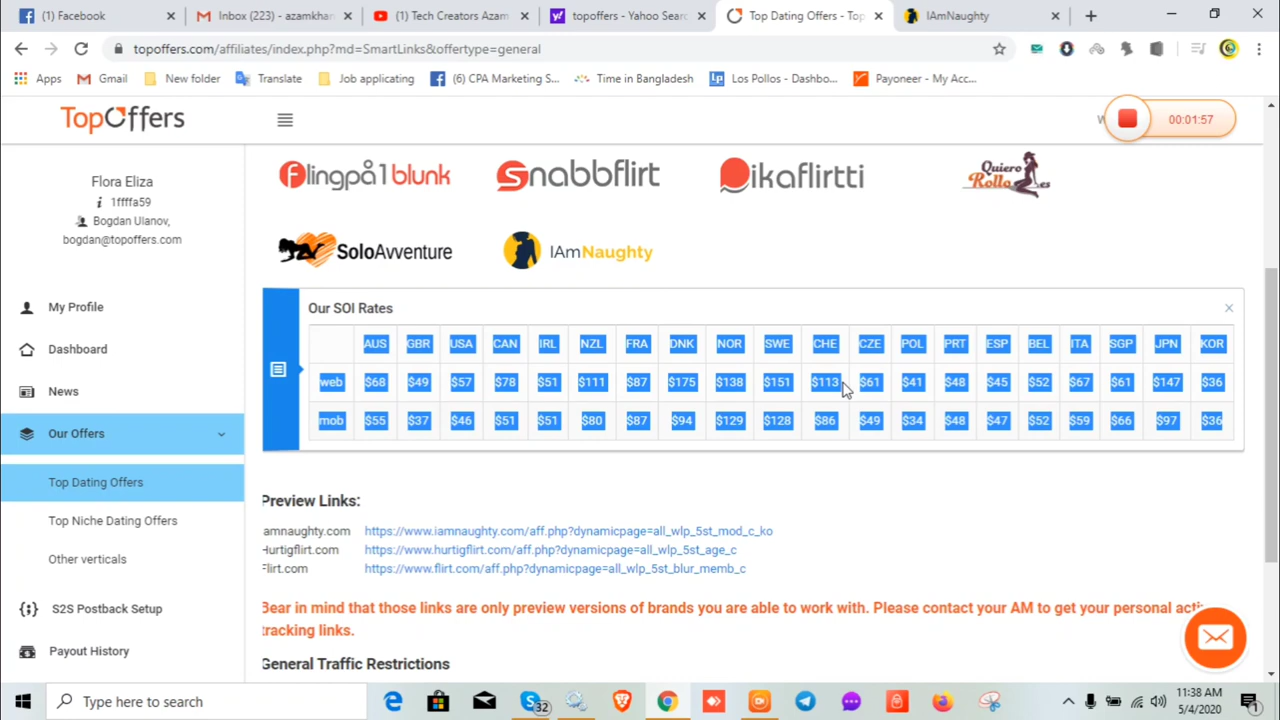 (1) Facebook
Inbox (223) - azamkhan
(1) Tech Creators Azam
topoffers - Yahoo Searc
Top Dating Offers - Top
IAmNaughty
topoffers.com/affiliates/index.php?md=SmartLinks&offertype=general
Apps Gmail New folder Translate Job applicating (6) CPA Marketing S... Time in Bangladesh Los Pollos - Dashbo... Payoneer - My Acc...
TopOffers
W
00:01:57
Flora Eliza
1ffffa59
Bogdan Ulanov,
bogdan@topoffers.com
My Profile
Dashboard
News
Our Offers
Top Dating Offers
Top Niche Dating Offers
Other verticals
S2S Postback Setup
Payout History
Flingpå1blunk Snabbflirt Pikaflirtti Quiero Rollo.es
SoloAvventure IAmNaughty
Our SOI Rates
AUS GBR USA CAN IRL NZL FRA DNK NOR SWE CHE CZE POL PRT ESP BEL ITA SGP JPN KOR
web $68 $49 $57 $78 $51 $111 $87 $175 $138 $151 $113 $61 $41 $48 $45 $52 $67 $61 $147 $36
mob $55 $37 $46 $51 $51 $80 $87 $94 $129 $128 $86 $49 $34 $48 $47 $52 $59 $66 $97 $36
Preview Links:
amnaughty.com https://www.iamnaughty.com/aff.php?dynamicpage=all_wlp_5st_mod_c_ko
Hurtigflirt.com https://www.hurtigflirt.com/aff.php?dynamicpage=all_wlp_5st_age_c
Flirt.com https://www.flirt.com/aff.php?dynamicpage=all_wlp_5st_blur_memb_c
Bear in mind that those links are only preview versions of brands you are able to work with. Please contact your AM to get your personal acti
tracking links.
General Traffic Restrictions
Type here to search
32
11:38 AM
5/4/2020
1